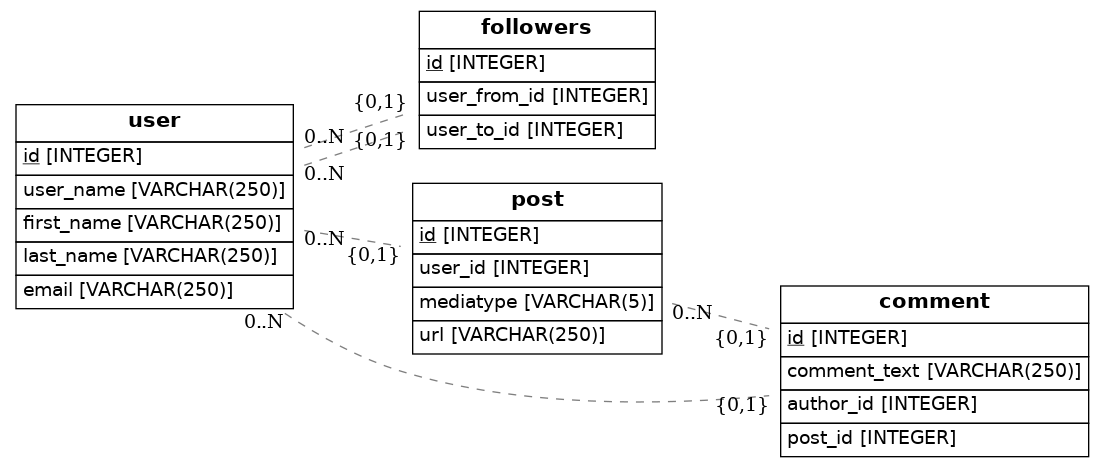 followers
id [INTEGER]
user_from_id [INTEGER]
user_to_id [INTEGER]
{0,1}
{0,1}
0..N
0..N
user
id [INTEGER]
user_name [VARCHAR(250)]
first_name [VARCHAR(250)]
last_name [VARCHAR(250)]
email [VARCHAR(250)]
0..N
{0,1}
post
id [INTEGER]
user_id [INTEGER]
mediatype [VARCHAR(5)]
url [VARCHAR(250)]
0..N
{0,1}
0..N
{0,1}
comment
id [INTEGER]
comment_text [VARCHAR(250)]
author_id [INTEGER]
post_id [INTEGER]